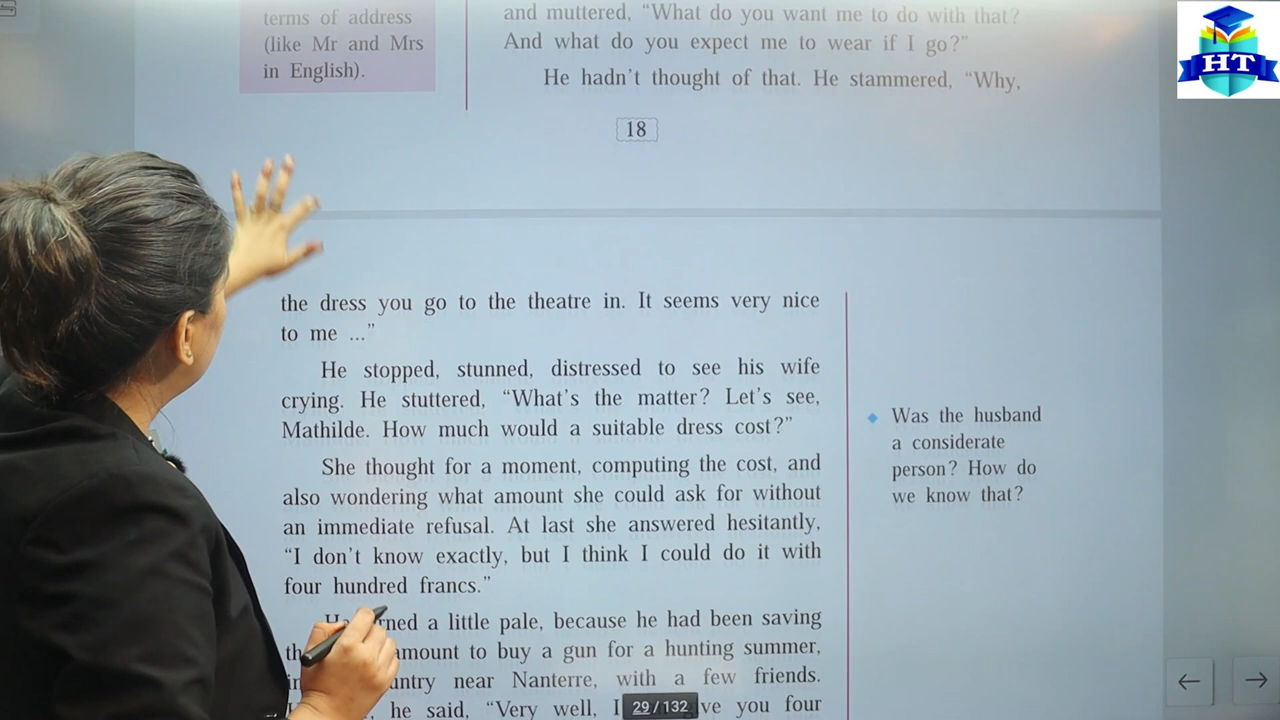 terms of address
(like Mr and Mrs
in English).
and muttered, “What do you want me to do with that?
And what do you expect me to wear if I go?”
He hadn’t thought of that. He stammered, “Why,
18
the dress you go to the theatre in. It seems very nice
to me ...”
He stopped, stunned, distressed to see his wife
crying. He stuttered, “What’s the matter? Let’s see,
Mathilde. How much would a suitable dress cost?”
She thought for a moment, computing the cost, and
also wondering what amount she could ask for without
an immediate refusal. At last she answered hesitantly,
“I don’t know exactly, but I think I could do it with
four hundred francs.”
a little pale, because he had been saving
amount to buy a gun for a hunting summer,
near Nanterre, with a few friends.
he said, “Very well, I you four
Was the husband
a considerate
person? How do
we know that?
29 / 132
HT